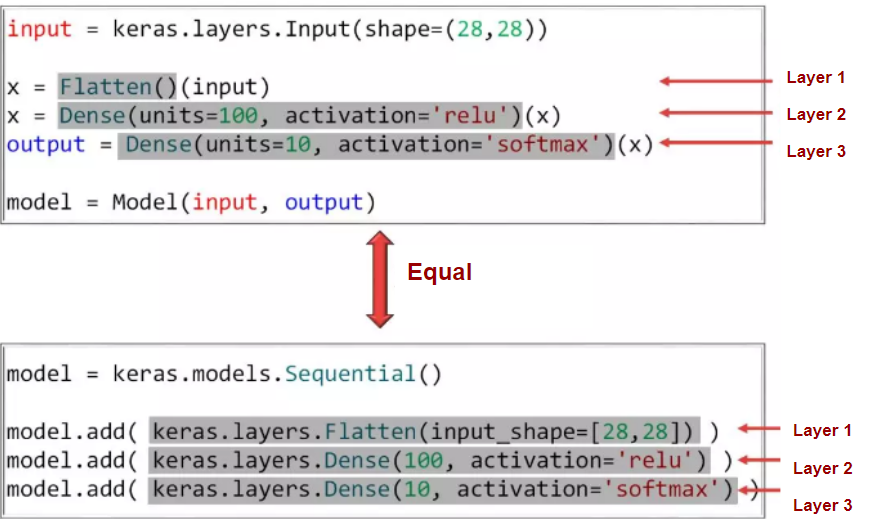 input = keras.layers.Input(shape=(28,28))
x = Flatten()(input) Layer 1
x = Dense(units=100, activation='relu')(x) Layer 2
output = Dense(units=10, activation='softmax')(x) Layer 3
model = Model(input, output)
Equal
model = keras.models.Sequential()
model.add( keras.layers.Flatten(input_shape=[28,28]) ) Layer 1
model.add( keras.layers.Dense(100, activation='relu') ) Layer 2
model.add( keras.layers.Dense(10, activation='softmax') ) Layer 3